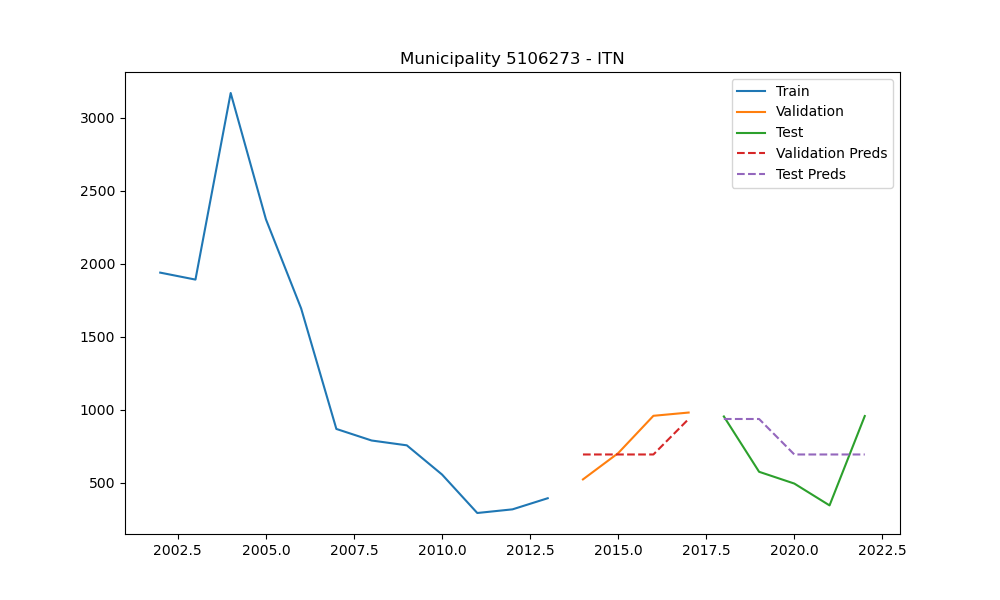 Municipality 5106273 - ITN
Train
Validation
Test
Validation Preds
Test Preds
3000
2500
2000
1500
1000
500
2002.5 2005.0 2007.5 2010.0 2012.5 2015.0 2017.5 2020.0 2022.5